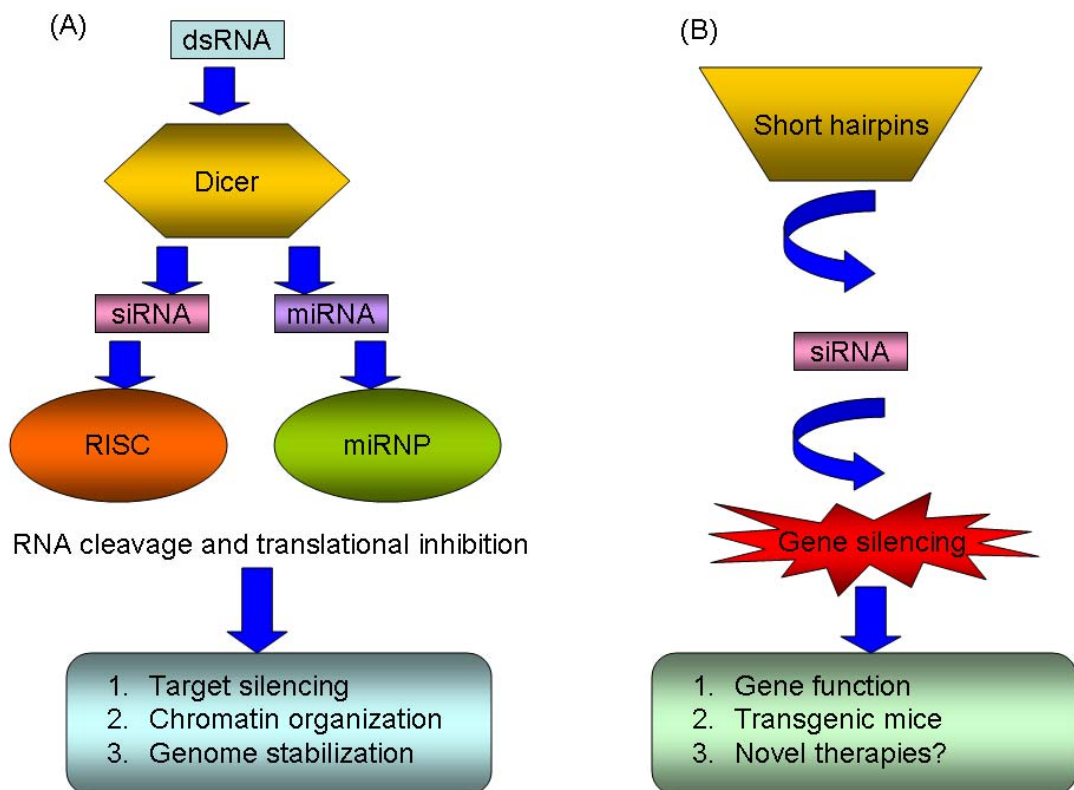 (A)
dsRNA
Dicer
siRNA
miRNA
RISC
miRNP
RNA cleavage and translational inhibition
1. Target silencing
2. Chromatin organization
3. Genome stabilization
(B)
Short hairpins
siRNA
Gene silencing
1. Gene function
2. Transgenic mice
3. Novel therapies?